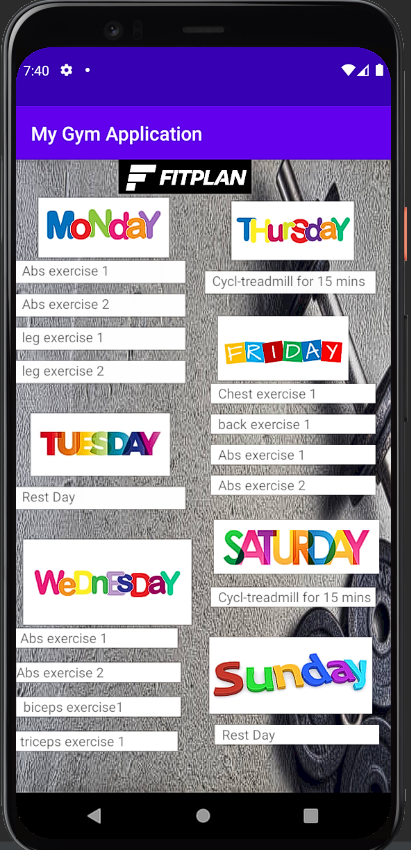 7:40
My Gym Application
FITPLAN
MoNdaY
Abs exercise 1
Abs exercise 2
leg exercise 1
leg exercise 2
TUESDAY
Rest Day
WeDnEsDaY
Abs exercise 1
Abs exercise 2
biceps exercise1
triceps exercise 1
THursdaY
Cycl-treadmill for 15 mins
FRIDAY
Chest exercise 1
back exercise 1
Abs exercise 1
Abs exercise 2
SATURDAY
Cycl-treadmill for 15 mins
Sunday
Rest Day